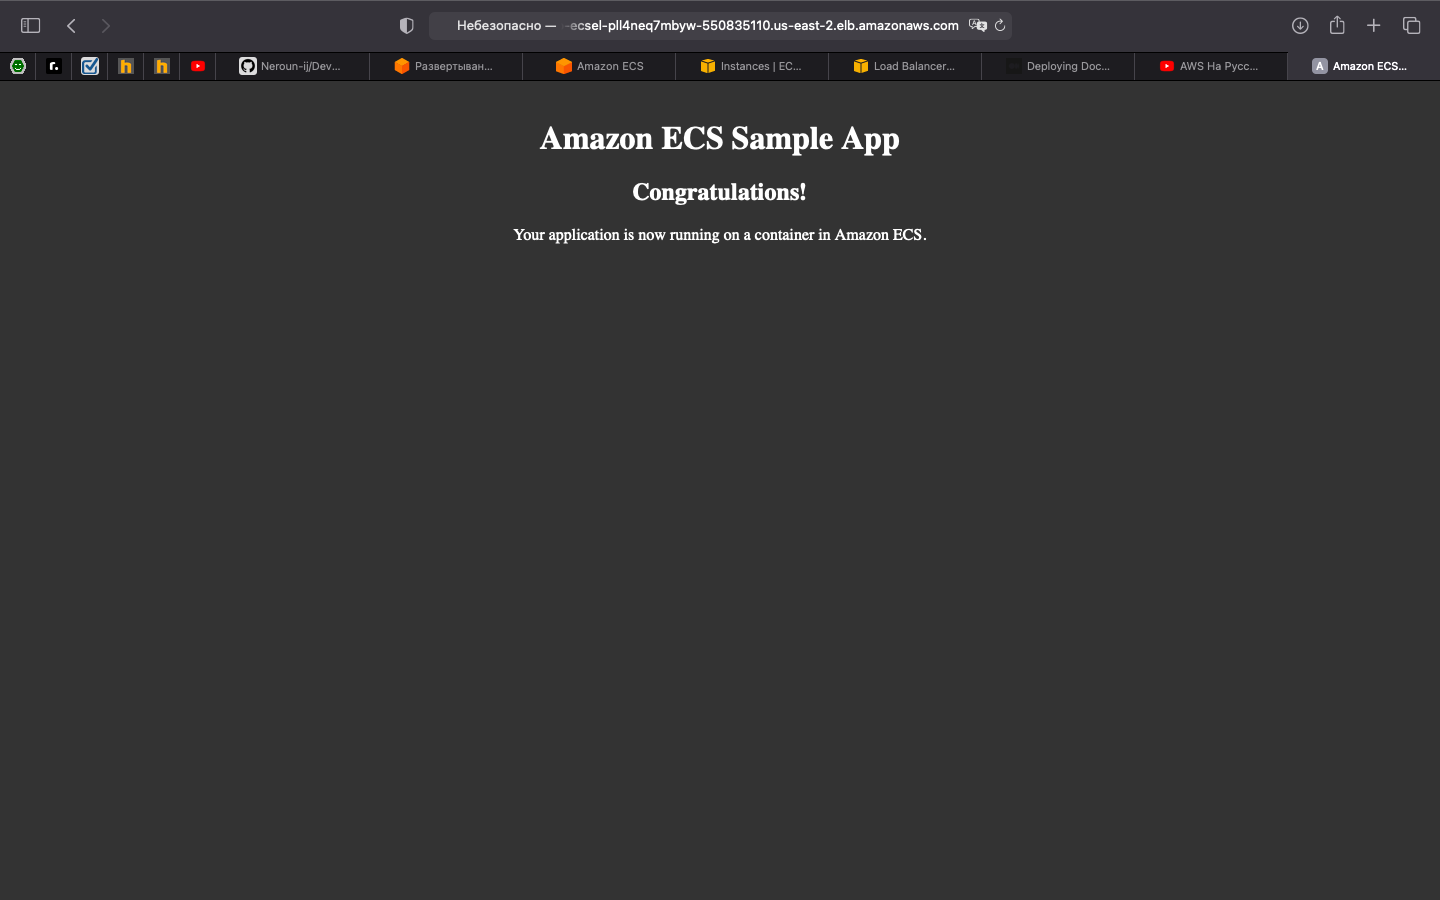 Небезопасно — -ecsel-pll4neq7mbyw-550835110.us-east-2.elb.amazonaws.com
Neroun-ij/Dev...
Развертыван...
Amazon ECS
Instances | EC...
Load Balancer...
Deploying Doc...
AWS На Русс...
A Amazon ECS...
Amazon ECS Sample App
Congratulations!
Your application is now running on a container in Amazon ECS.